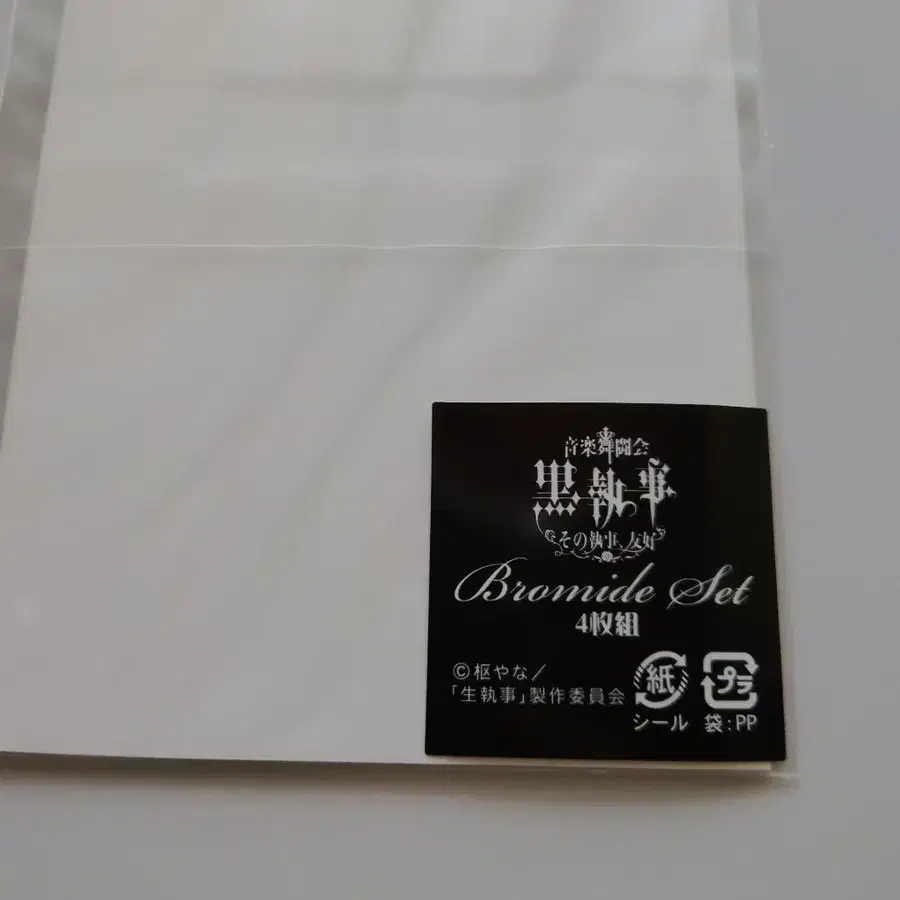 音楽舞闘会
黒執事
その執事、友好
Bromide Set
4枚組
©枢やな/
「生執事」製作委員会
紙
プラ
シール 袋:PP